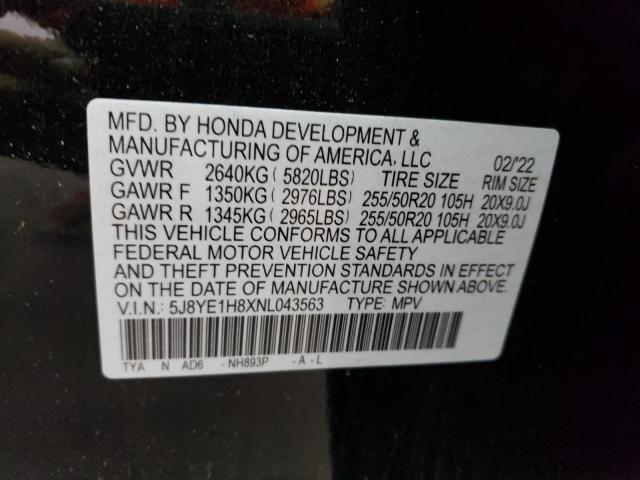 MFD. BY HONDA DEVELOPMENT &
MANUFACTURING OF AMERICA, LLC 02/'22
GVWR 2640KG ( 5820LBS) TIRE SIZE RIM SIZE
GAWR F 1350KG ( 2976LBS) 255/50R20 105H 20X9.0J
GAWR R 1345KG ( 2965LBS) 255/50R20 105H 20X9.0J
THIS VEHICLE CONFORMS TO ALL APPLICABLE
FEDERAL MOTOR VEHICLE SAFETY
AND THEFT PREVENTION STANDARDS IN EFFECT
ON THE DATE OF MANUFACTURE SHOWN ABOVE.
V.I.N.: 5J8YE1H8XNL043563 TYPE: MPV
TYA N AD6 -NH893P -A-L